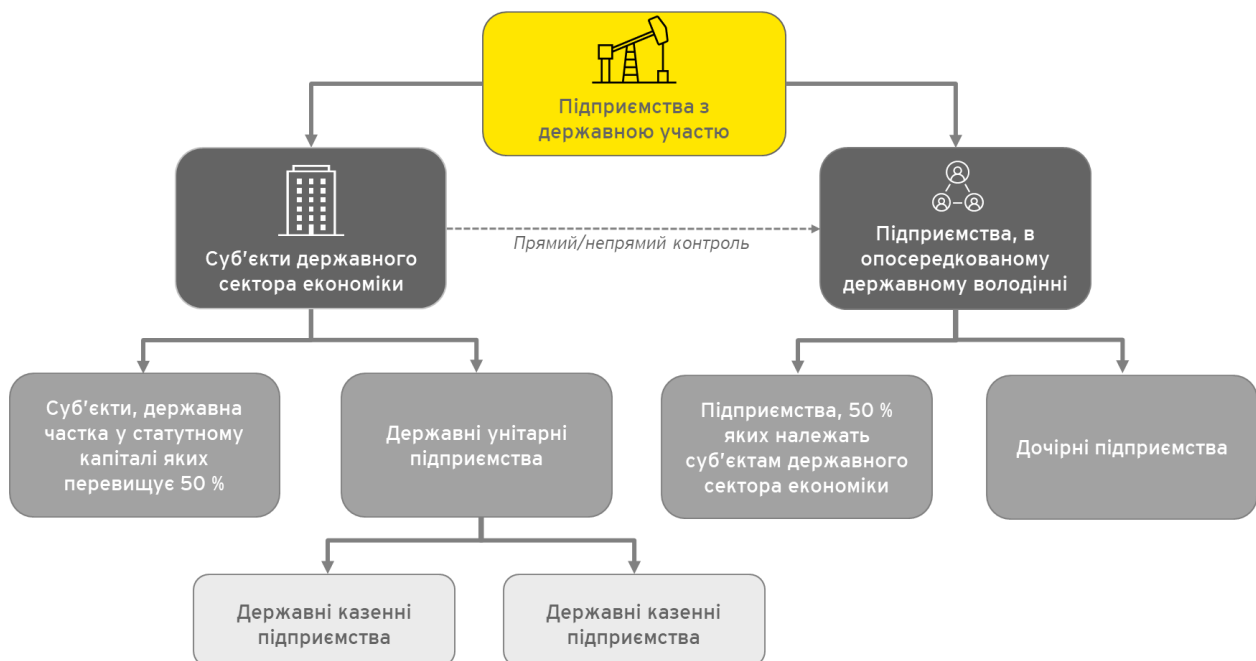 Підприємства з
державною участю
Суб’єкти державного
сектора економіки
Прямий/непрямий контроль
Підприємства, в
опосередкованому
державному володінні
Суб’єкти, державна
частка у статутному
капіталі яких
перевищує 50 %
Державні унітарні
підприємства
Підприємства, 50 %
яких належать
суб’єктам державного
сектора економіки
Дочірні підприємства
Державні казенні
підприємства
Державні казенні
підприємства